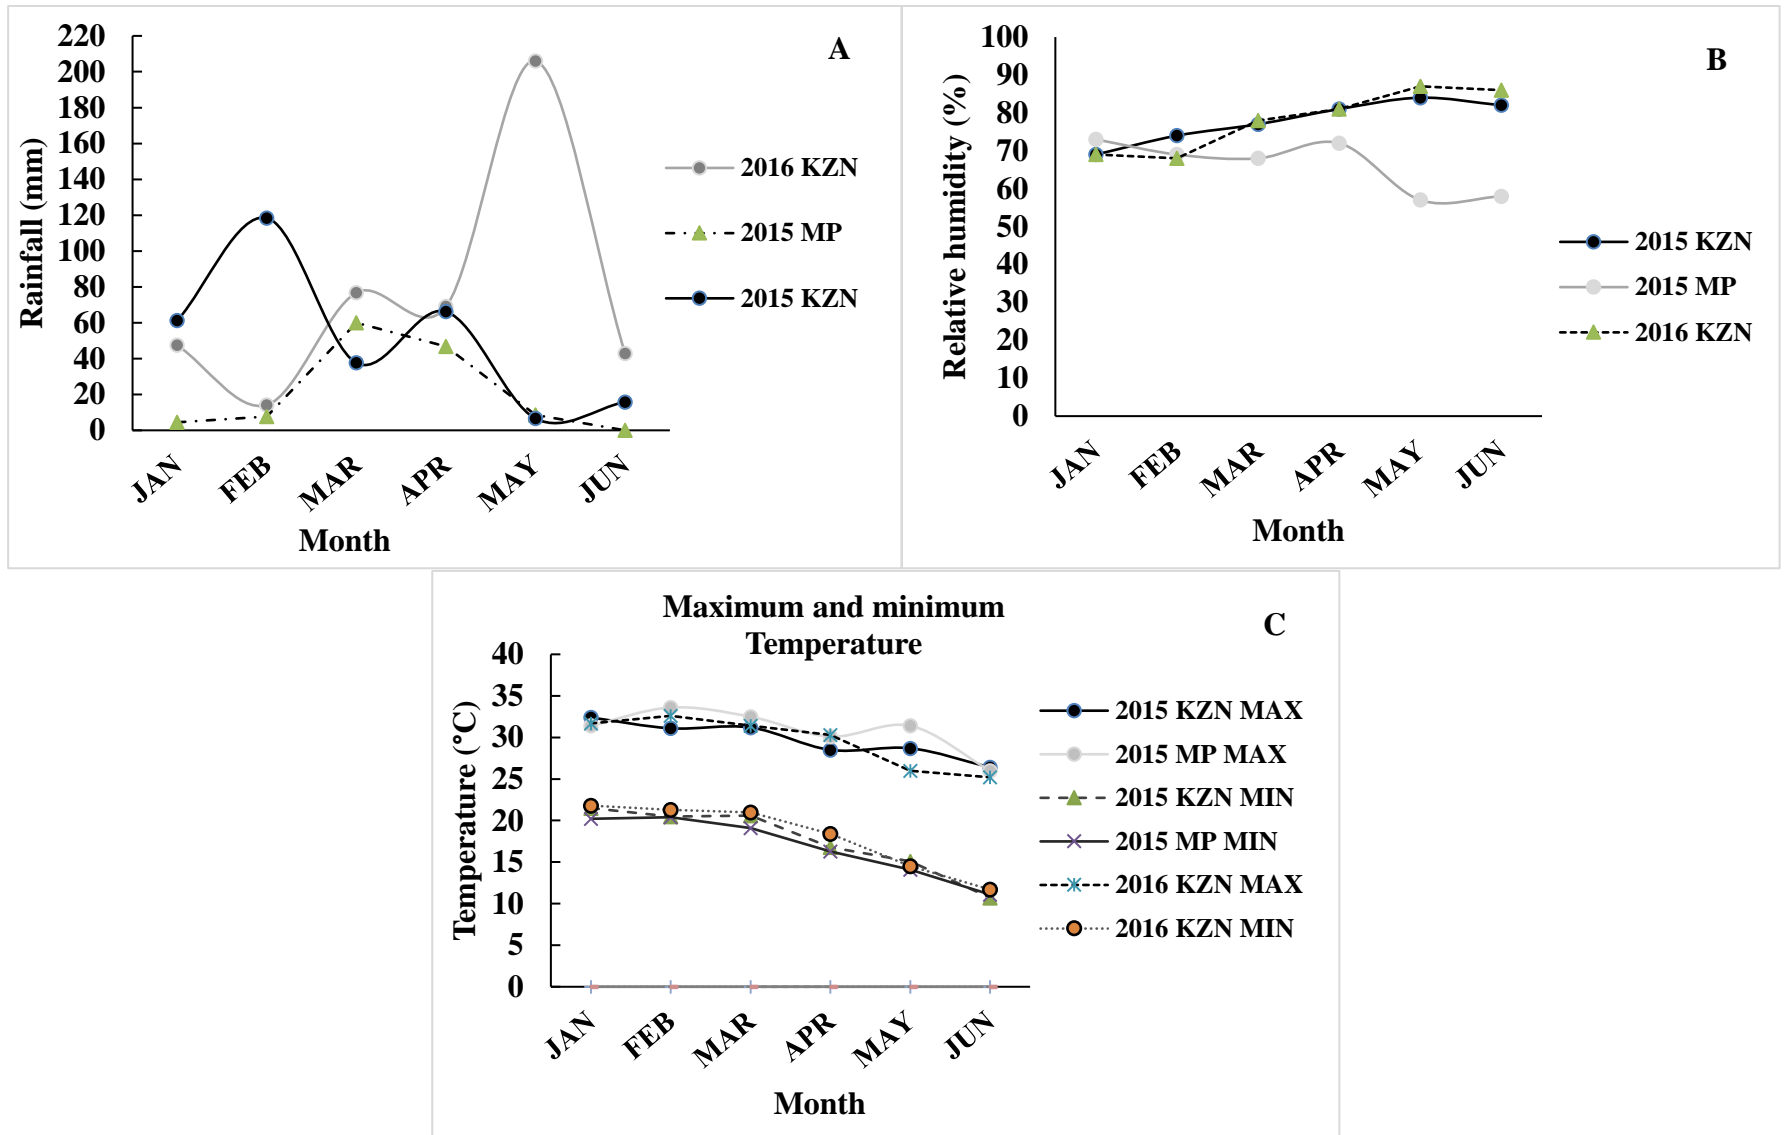 A
220
200
180
160
140
120
100
80
60
40
20
0
Rainfall (mm)
JAN
FEB
MAR
APR
MAY
JUN
Month
2016 KZN
2015 MP
2015 KZN
B
100
90
80
70
60
50
40
30
20
10
0
Relative humidity (%)
JAN
FEB
MAR
APR
MAY
JUN
Month
2015 KZN
2015 MP
2016 KZN
Maximum and minimum
Temperature
C
40
35
30
25
20
15
10
5
0
Temperature (°C)
JAN
FEB
MAR
APR
MAY
JUN
Month
2015 KZN MAX
2015 MP MAX
2015 KZN MIN
2015 MP MIN
2016 KZN MAX
2016 KZN MIN